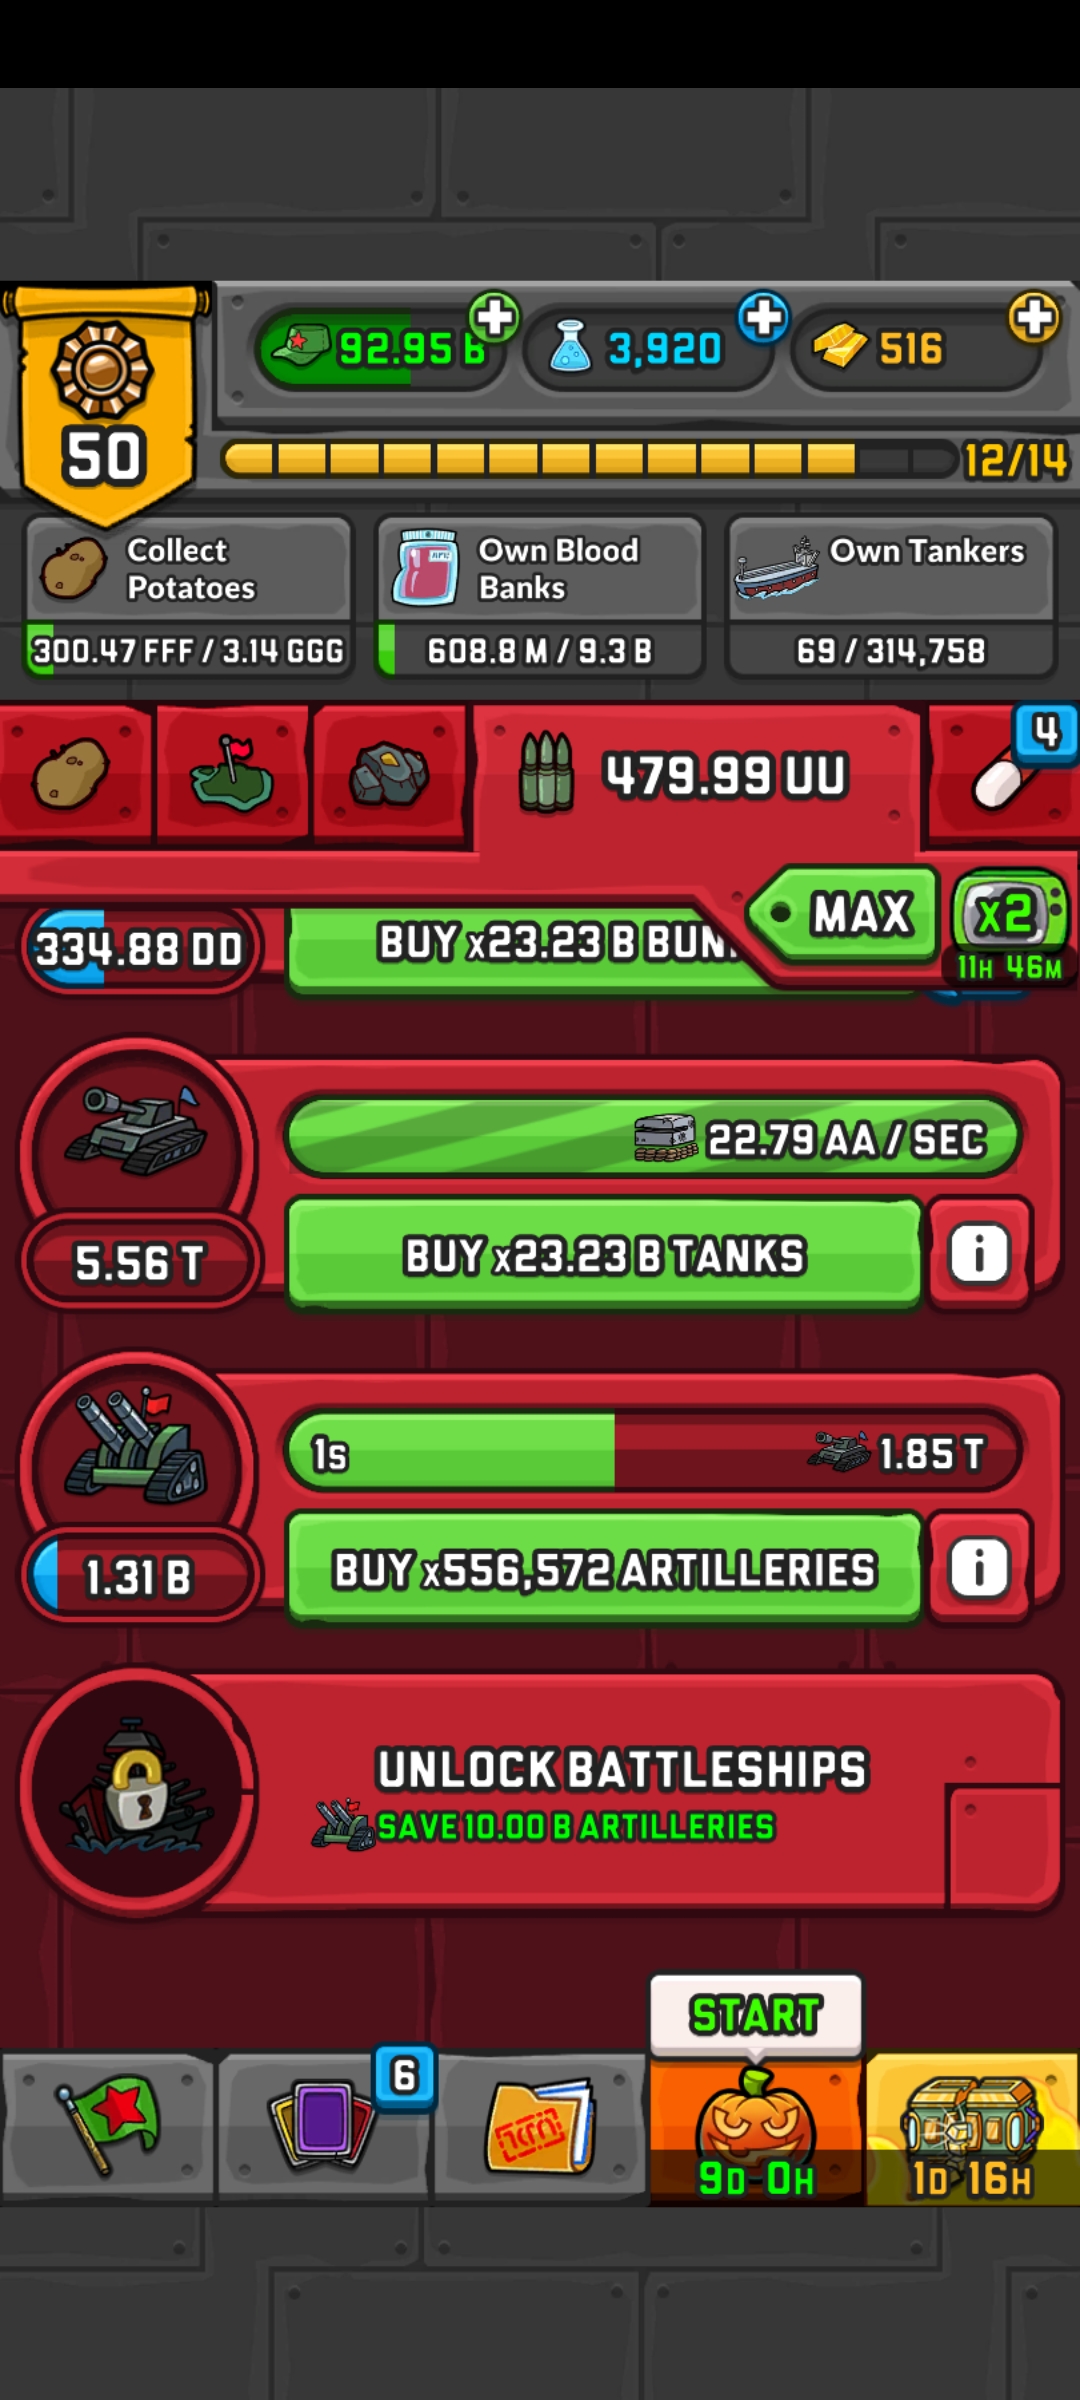 92.95 B
3,920
516
50
12/14
Collect
Potatoes
300.47 FFF / 3.14 GGG
Own Blood
Banks
608.8 M / 9.3 B
Own Tankers
69 / 314,758
479.99 UU
4
MAX
x2
11H 46M
334.88 DD
BUY x23.23 B
22.79 AA / SEC
5.56 T
BUY x23.23 B TANKS
i
1s
1.85 T
1.31 B
BUY x556,572 ARTILLERIES
i
UNLOCK BATTLESHIPS
SAVE 10.00 B ARTILLERIES
START
6
9D 0H
1D 16H